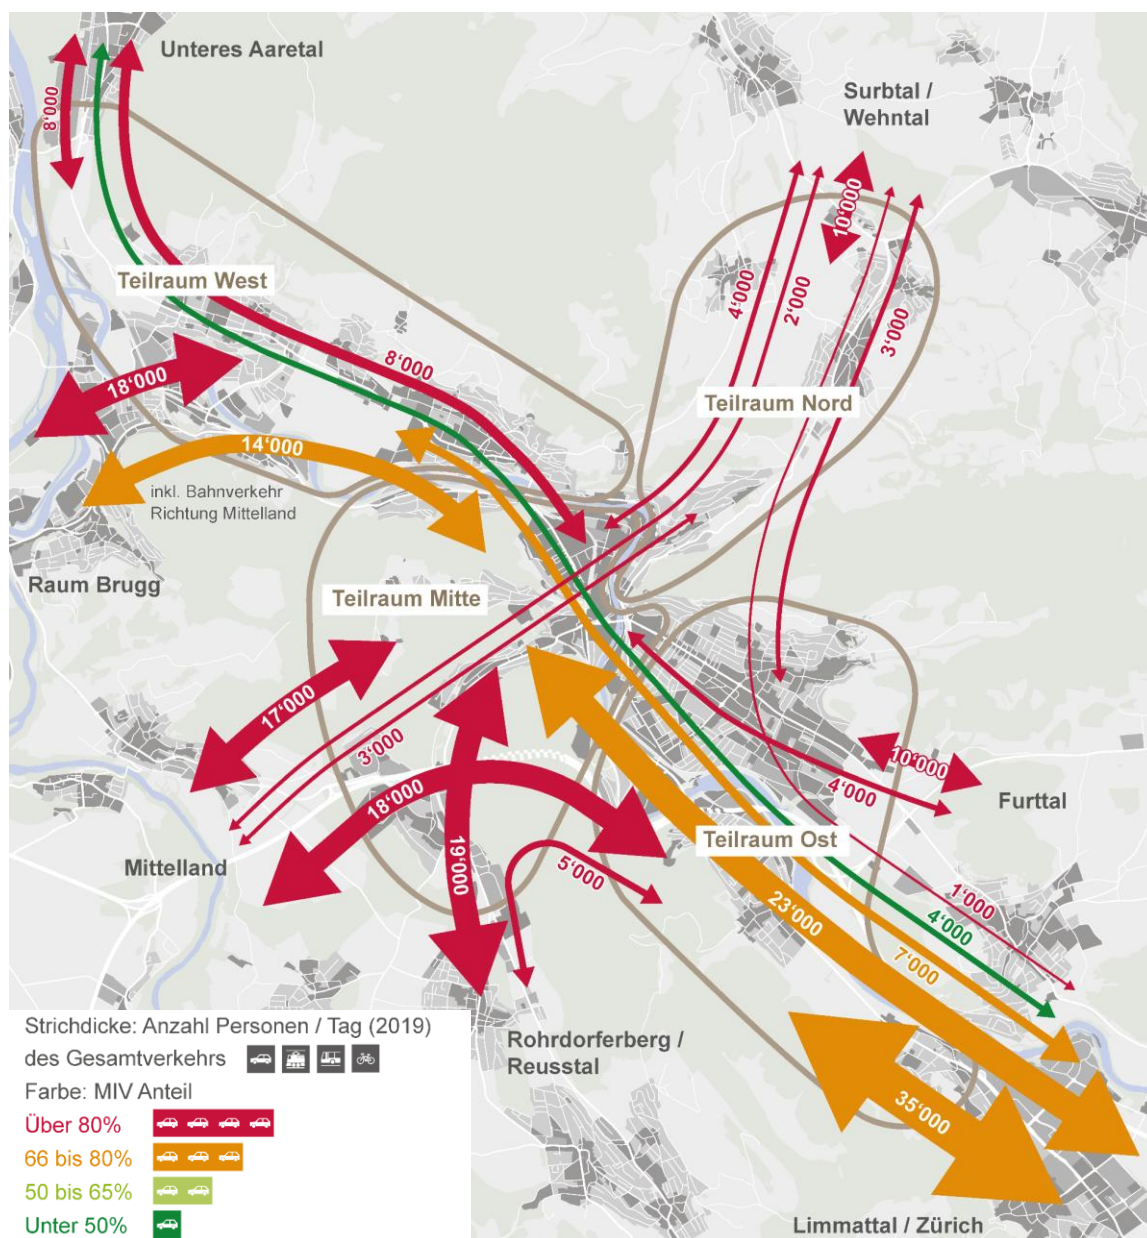 Unteres Aaretal
8'000
Surbtal /
Wehntal
10'000
Teilraum West
4'000
2'000
3'000
8'000
18'000
Teilraum Nord
14'000
inkl. Bahnverkehr
Richtung Mittelland
Raum Brugg
Teilraum Mitte
17'000
3'000
10'000
4'000
Furttal
18'000
Teilraum Ost
Mittelland
19'000
5'000
23'000
1'000
4'000
7'000
Rohrdorferberg /
Reusstal
35'000
Limmattal / Zürich
Strichdicke: Anzahl Personen / Tag (2019)
des Gesamtverkehrs
Farbe: MIV Anteil
Über 80%
66 bis 80%
50 bis 65%
Unter 50%